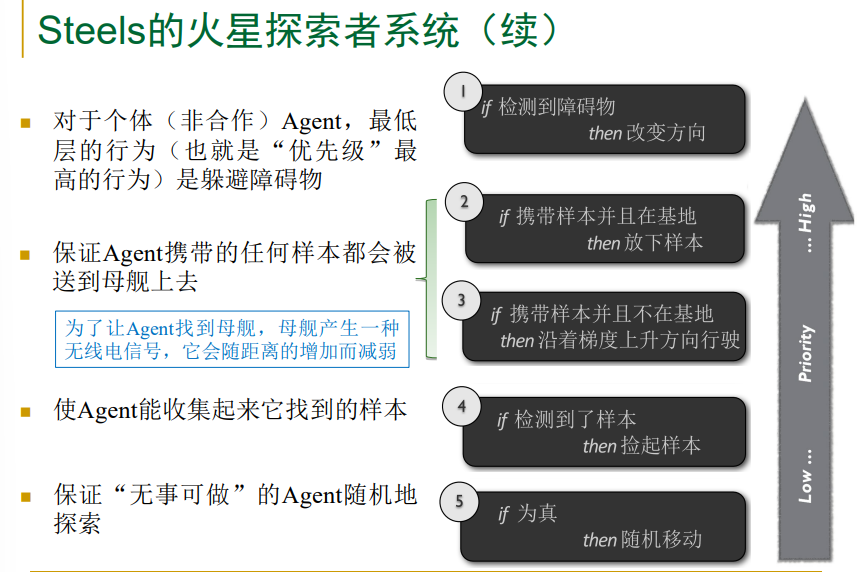 Steels的火星探索者系统（续）
对于个体（非合作）Agent，最低
层的行为（也就是“优先级”最
高的行为）是躲避障碍物
保证Agent携带的任何样本都会被
送到母舰上去
为了让Agent找到母舰，母舰产生一种
无线电信号，它会随距离的增加而减弱
使Agent能收集起来它找到的样本
保证“无事可做”的Agent随机地
探索
1
if 检测到障碍物
then 改变方向
2
if 携带样本并且在基地
then 放下样本
3
if 携带样本并且不在基地
then 沿着梯度上升方向行驶
4
if 检测到了样本
then 捡起样本
5
if 为真
then 随机移动
... High
Priority
Low ...